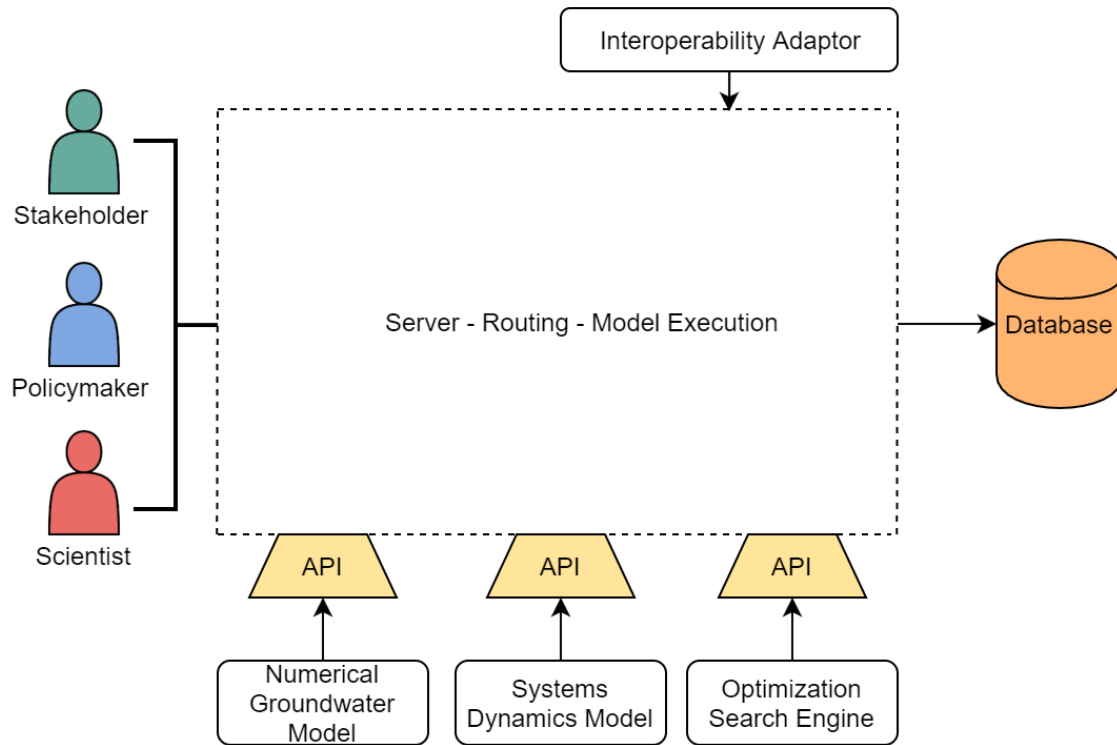 Interoperability Adaptor
Stakeholder
Policymaker
Scientist
Server - Routing - Model Execution
Database
API
API
API
Numerical
Groundwater
Model
Systems
Dynamics Model
Optimization
Search Engine